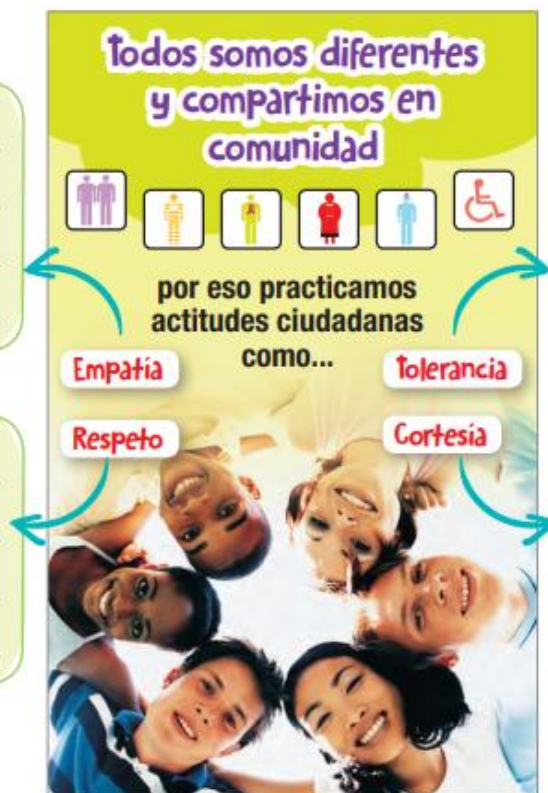 Todos somos diferentes
y compartimos en
comunidad
por eso practicamos
actitudes ciudadanas
como...
Empatía
Tolerancia
Respeto
Cortesía